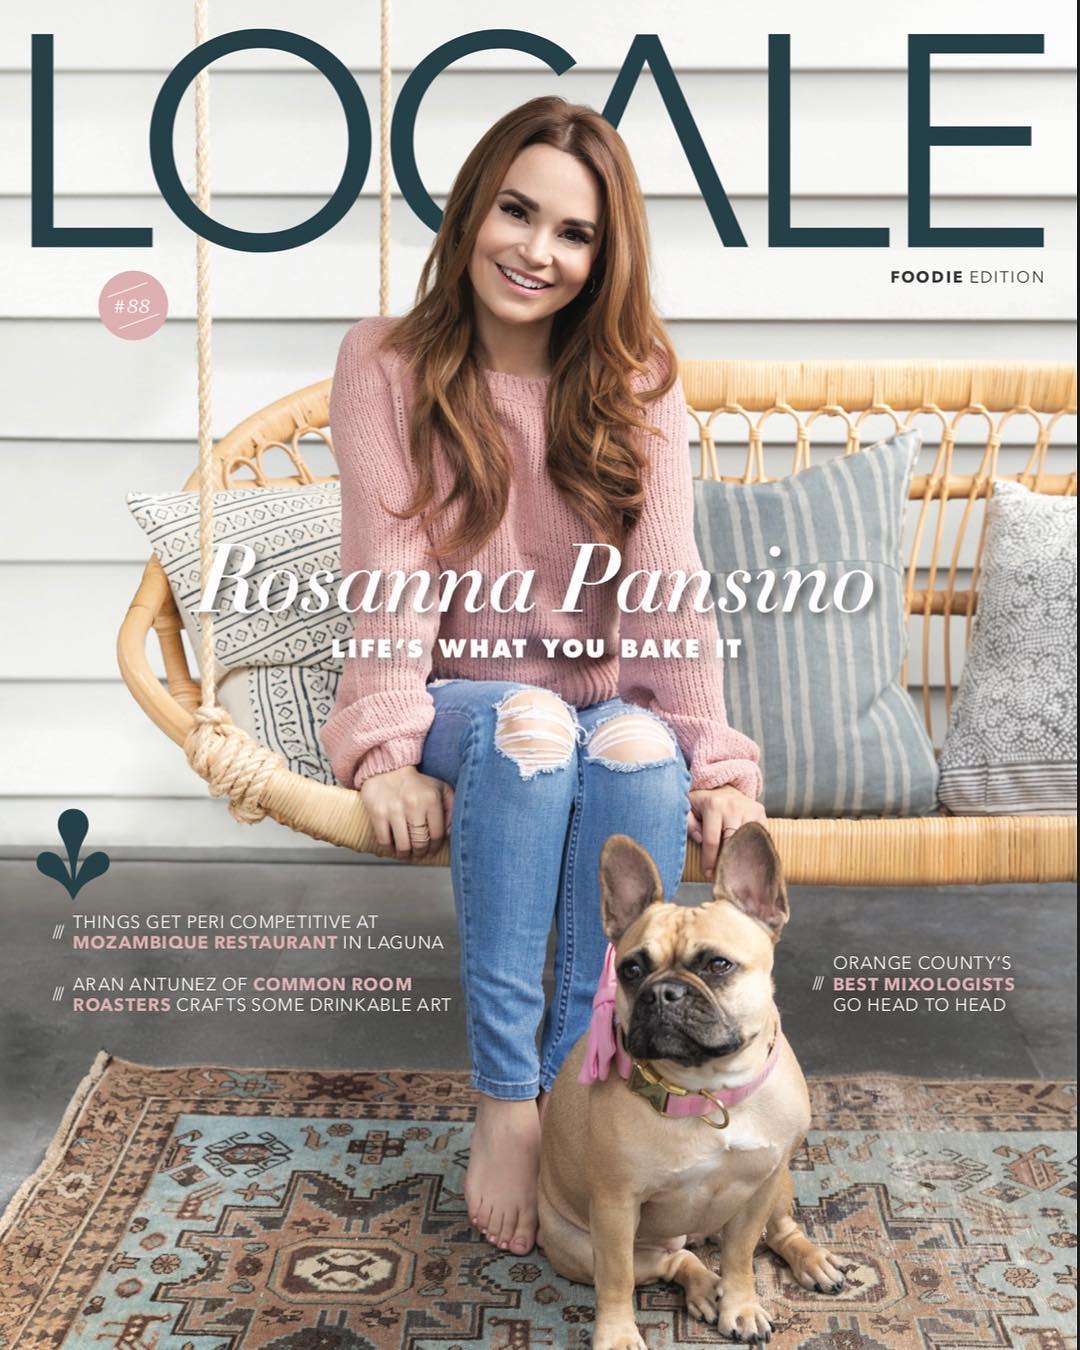 LOCALE
FOODIE EDITION
#88
Rosanna Pansino
LIFE'S WHAT YOU BAKE IT
/// THINGS GET PERI COMPETITIVE AT
MOZAMBIQUE RESTAURANT IN LAGUNA
/// ARAN ANTUNEZ OF COMMON ROOM
ROASTERS CRAFTS SOME DRINKABLE ART
ORANGE COUNTY'S
/// BEST MIXOLOGISTS
GO HEAD TO HEAD